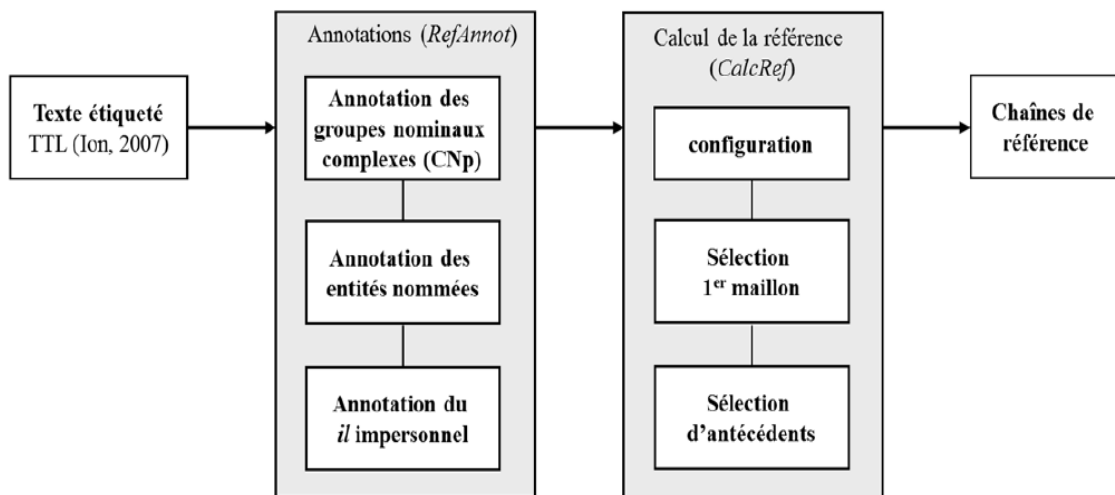 Texte étiqueté
TTL (Ion, 2007)
Annotations (RefAnnot)
Annotation des
groupes nominaux
complexes (CNp)
Annotation des
entités nommées
Annotation du
il impersonnel
Calcul de la référence
(CalcRef)
configuration
Sélection
1er maillon
Sélection
d'antécédents
Chaînes de
référence